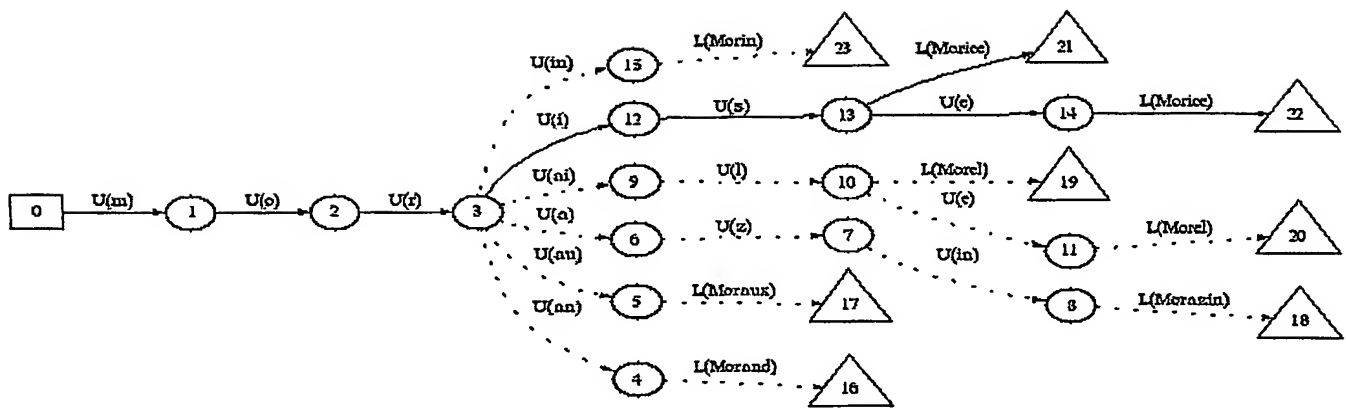 L(Morin) 23 L(Morice) 21
U(in) 15
U(i) 12 U(s) 13 U(e) 14 L(Morice) 22
U(ai) 9 U(l) 10 L(Morel) 19
0 U(m) 1 U(o) 2 U(r) 3 U(a) 6 U(z) 7 U(e) 11 L(Morel) 20
U(au) 5 L(Moraux) 17 U(in) 8 L(Morazin) 18
U(an) 4 L(Morand) 16